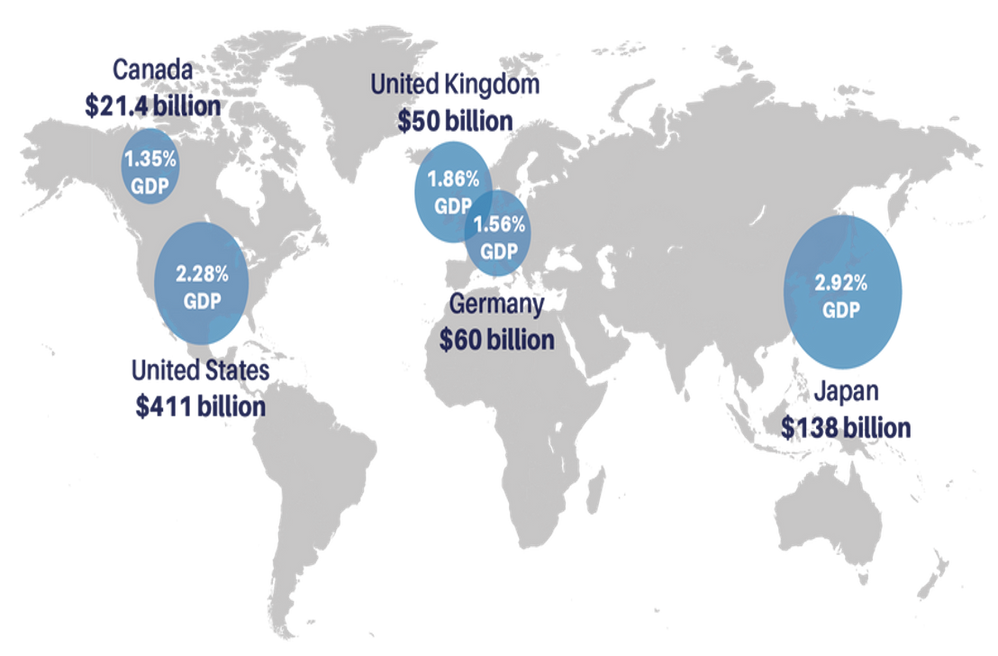 Canada
$21.4 billion
1.35%
GDP
United Kingdom
$50 billion
1.86%
GDP
1.56%
GDP
Germany
$60 billion
2.28%
GDP
United States
$411 billion
2.92%
GDP
Japan
$138 billion